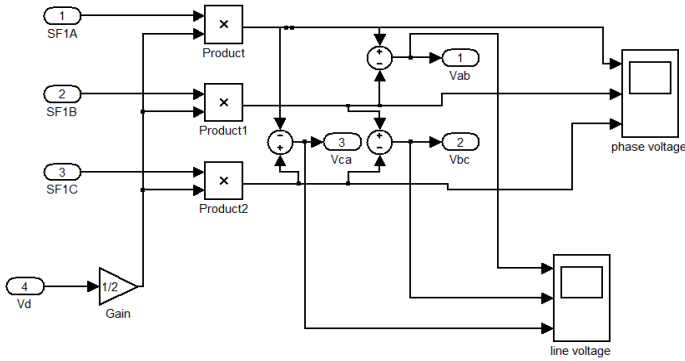 1
SF1A
×
Product
+
−
1
Vab
phase voltage
2
SF1B
×
Product1
−
+
3
Vca
+
−
2
Vbc
3
SF1C
×
Product2
4
Vd
1/2
Gain
line voltage